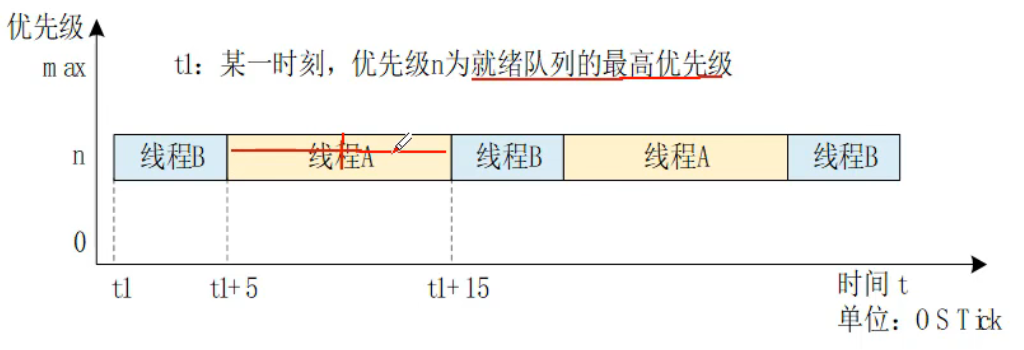 优先级
max
t1：某一时刻，优先级n为就绪队列的最高优先级
n
线程B
线程A
线程B
线程A
线程B
0
t1
t1+5
t1+15
时间 t
单位：OSTick